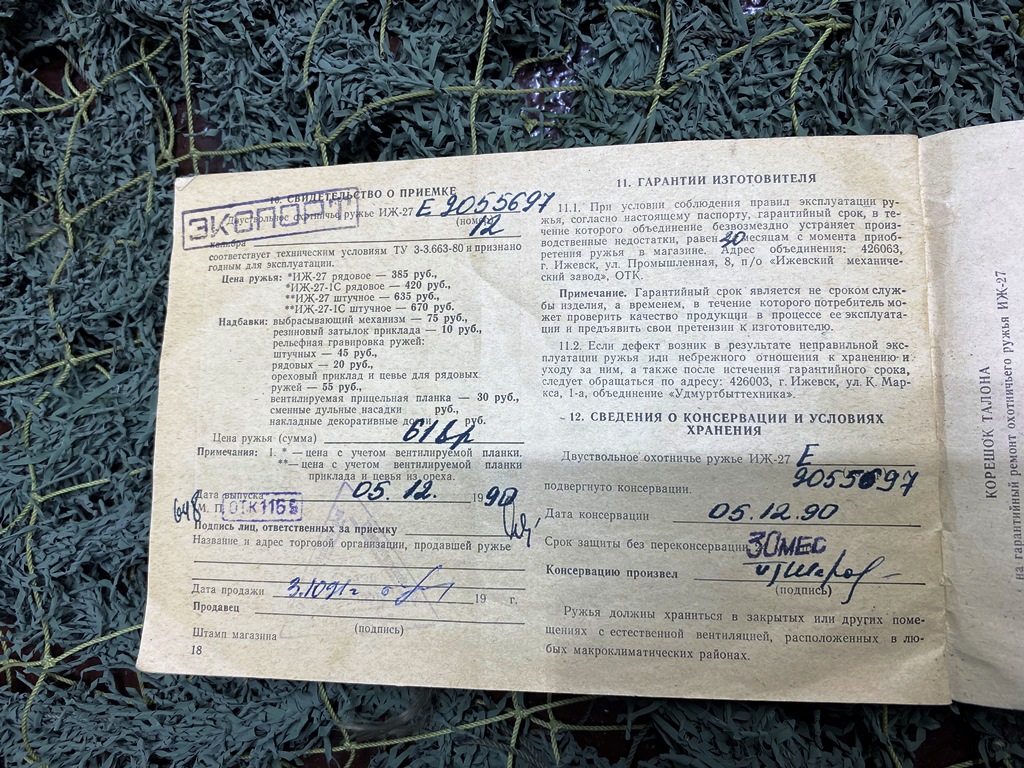 10. СВИДЕТЕЛЬСТВО О ПРИЕМКЕ
ЭКСПОРТ
Двуствольное охотничье ружье ИЖ-27 Е 9055697
(номер)
калибра 12
соответствует техническим условиям ТУ 3-3.663-80 и признано
годным для эксплуатации.
Цена ружья: *ИЖ-27 рядовое — 385 руб.,
*ИЖ-27-1С рядовое — 420 руб.,
**ИЖ-27 штучное — 635 руб.,
**ИЖ-27-1С штучное — 670 руб.
Надбавки: выбрасывающий механизм — 75 руб.,
резиновый затылок приклада — 10 руб.,
рельефная гравировка ружей:
штучных — 45 руб.,
рядовых — 20 руб.,
ореховый приклад и цевье для рядовых
ружей — 55 руб.,
вентилируемая прицельная планка — 30 руб.,
сменные дульные насадки руб.,
накладные декоративные руб.
Цена ружья (сумма)
Примечания: 1. * — цена с учетом вентилируемой планки.
**—цена с учетом вентилируемой планки
приклада и цевья из ореха.
Дата выпуска 05.12. 1990
648 М. П. ОТК 1165
Подпись лиц, ответственных за приемку
Название и адрес торговой организации, продавшей ружье
Дата продажи 19 г.
Продавец
(подпись)
Штамп магазина
18
11. ГАРАНТИИ ИЗГОТОВИТЕЛЯ
11.1. При условии соблюдения правил эксплуатации ру-
жья, согласно настоящему паспорту, гарантийный срок, в те-
чение которого объединение безвозмездно устраняет произ-
водственные недостатки, равен 20 месяцам с момента приоб-
ретения ружья в магазине. Адрес объединения: 426063,
г. Ижевск, ул. Промышленная, 8, п/о «Ижевский механичес-
кий завод», ОТК.
Примечание. Гарантийный срок является не сроком служ-
бы изделия, а временем, в течение которого потребитель мо-
жет проверить качество продукции в процессе ее эксплуата-
ции и предъявить свои претензии к изготовителю.
11.2. Если дефект возник в результате неправильной экс-
плуатации ружья или небрежного отношения к хранению и
уходу за ним, а также после истечения гарантийного срока,
следует обращаться по адресу: 426003, г. Ижевск, ул. К. Мар-
кса, 1-а, объединение «Удмуртбыттехника».
12. СВЕДЕНИЯ О КОНСЕРВАЦИИ И УСЛОВИЯХ
ХРАНЕНИЯ
Двуствольное охотничье ружье ИЖ-27 Е
9055697
подвергнуто консервации.
Дата консервации 05.12.90
Срок защиты без переконсервации 30 МЕС
Консервацию произвел
(подпись)
Ружья должны храниться в закрытых или других поме-
щениях с естественной вентиляцией, расположенных в лю-
бых макроклиматических районах.
КОРЕШОК ТАЛОНА
на гарантийный ремонт охотничьего ружья ИЖ-27